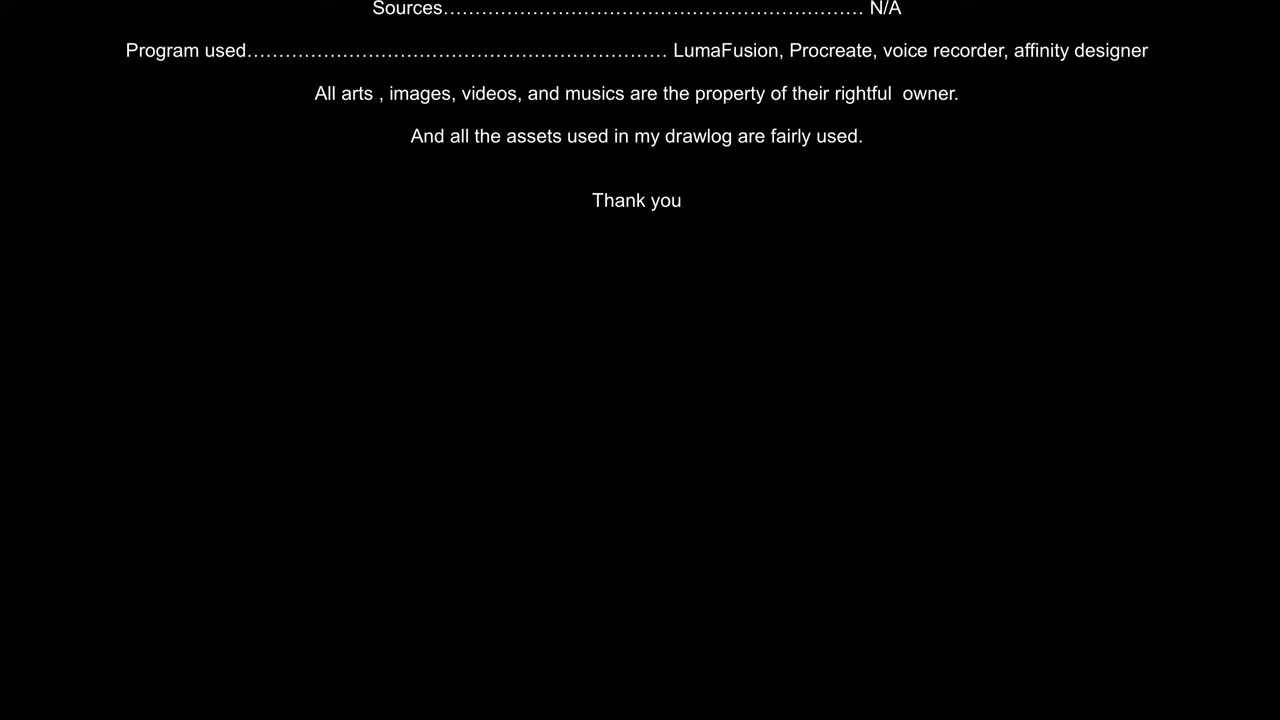 Sources………………………………………………………… N/A
Program used………………………………………………………… LumaFusion, Procreate, voice recorder, affinity designer
All arts , images, videos, and musics are the property of their rightful  owner.
And all the assets used in my drawlog are fairly used.
Thank you